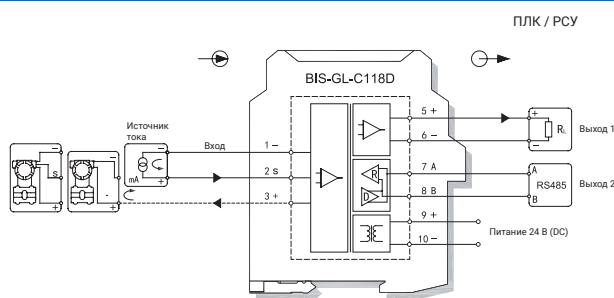 ПЛК / РСУ
BIS-GL-C118D
Источник
тока
− − − mA +
S
+ +
Вход
1 −
2 S
3 +
5 +
6 −
7 A
8 B
9 +
10 −
R
D
+ RL −
Выход 1
A RS485 B
Выход 2
Питание 24 В (DC)